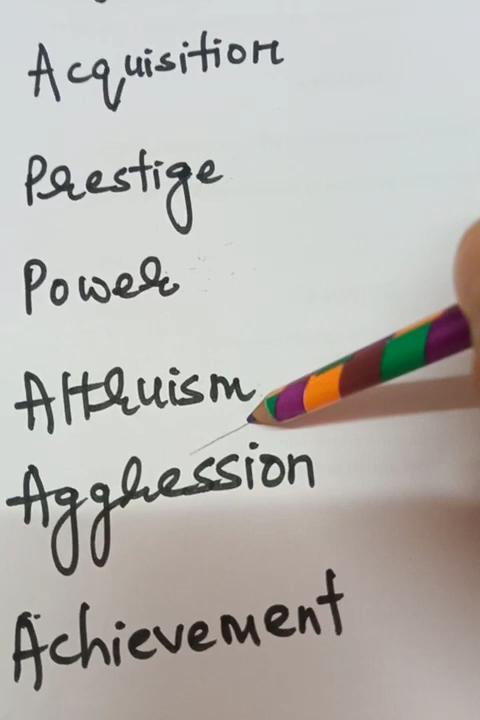 Acquisition
Prestige
Power
Altruism
Aggression
Achievement